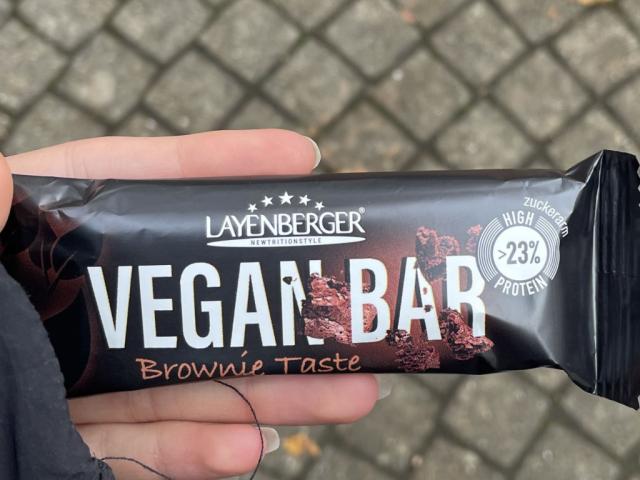 LAYENBERGER®
NEWTRITIONSTYLE
VEGAN BAR
Brownie Taste
zuckerarm
HIGH
>23%
PROTEIN